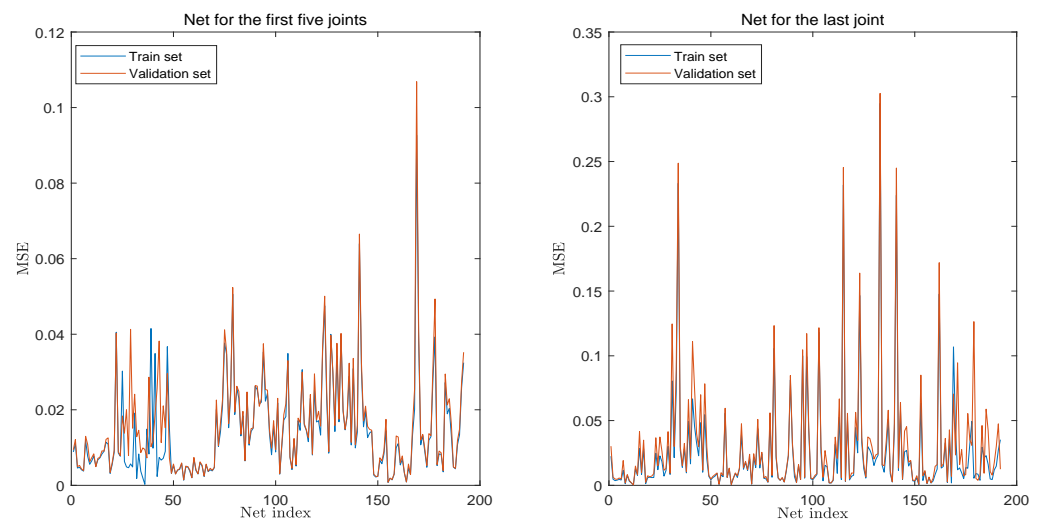 Net for the first five joints
0.12
0.1
0.08
0.06
0.04
0.02
0
MSE
Train set
Validation set
0
50
100
150
200
Net index
Net for the last joint
0.35
0.3
0.25
0.2
0.15
0.1
0.05
0
MSE
Train set
Validation set
0
50
100
150
200
Net index